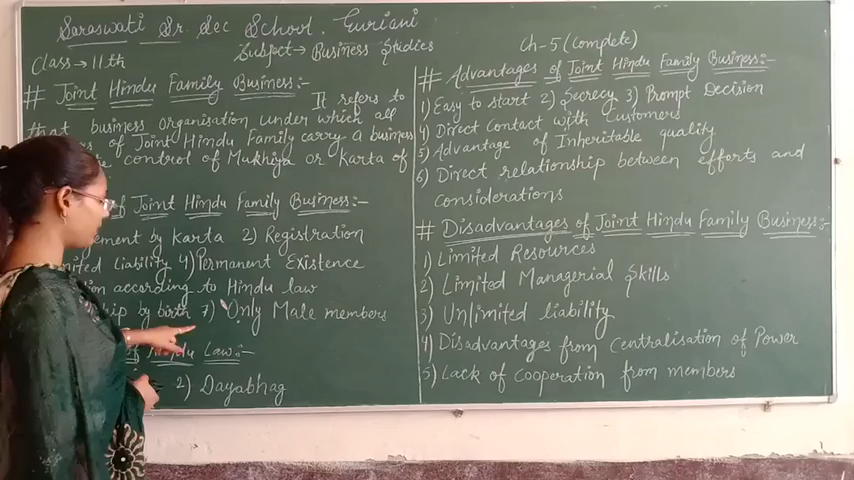 Saraswati Sr. Sec School. Guriani
Class → 11th
Subject → Business Studies
Ch-5 (Complete)
# Joint Hindu Family Business:-
It refers to
that business organisation under which all
of Joint Hindu Family carry a business
control of Mukhiya or Karta of
of Joint Hindu Family Business:-
by Karta 2) Registration
Liability 4) Permanent Existence
according to Hindu law
by birth 7) Only Male members
of Hindu Law:-
2) Dayabhag
# Advantages of Joint Hindu Family Business:-
1) Easy to start 2) Secrecy 3) Prompt Decision
4) Direct Contact with Customers
5) Advantage of Inheritable quality
6) Direct relationship between efforts and
considerations
# Disadvantages of Joint Hindu Family Business:-
1) Limited Resources
2) Limited Managerial Skills
3) Unlimited liability
4) Disadvantages from Centralisation of Power
5) Lack of Cooperation from members